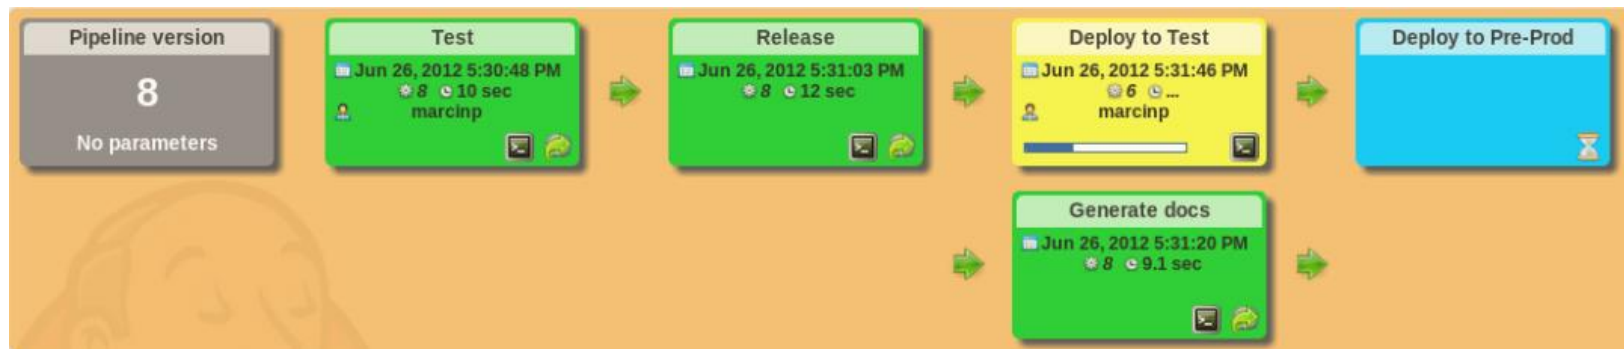 Pipeline version
8
No parameters
Test
Jun 26, 2012 5:30:48 PM
8 10 sec
marcinp
Release
Jun 26, 2012 5:31:03 PM
8 12 sec
Deploy to Test
Jun 26, 2012 5:31:46 PM
6 ...
marcinp
Deploy to Pre-Prod
Generate docs
Jun 26, 2012 5:31:20 PM
8 9.1 sec